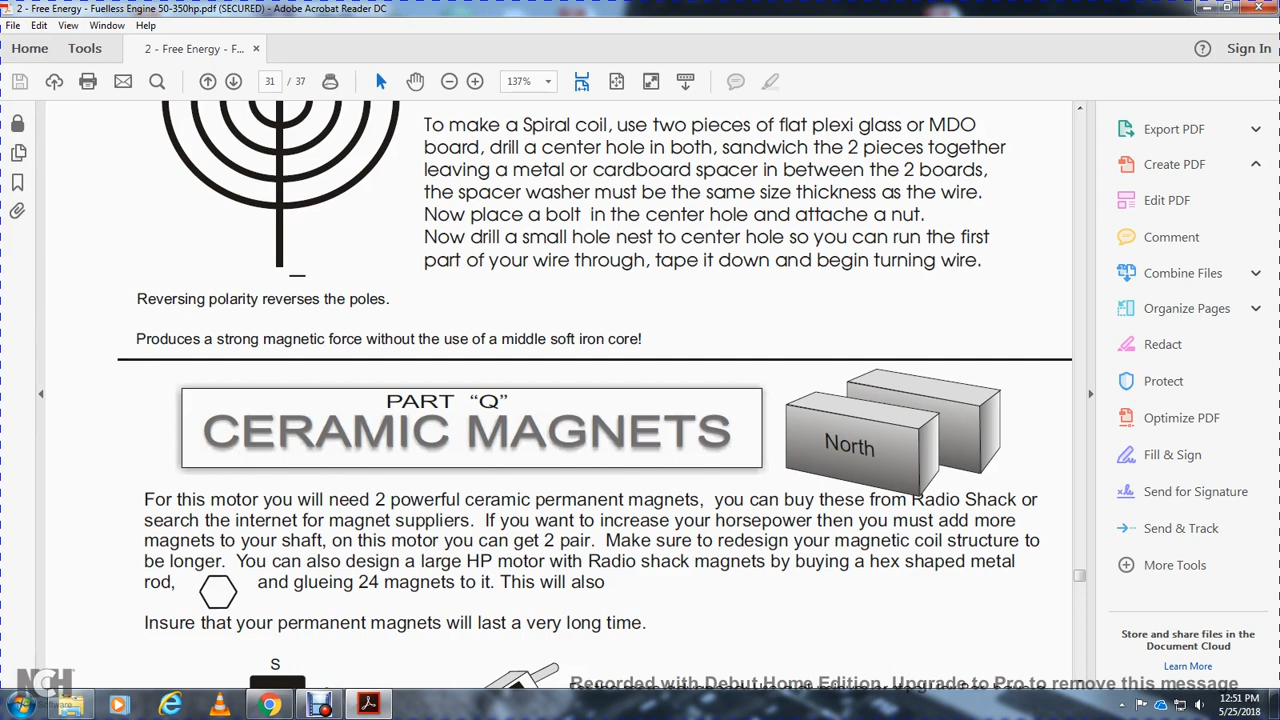 2 - Free Energy - Fuelless Engine 50-350hp.pdf (SECURED) - Adobe Acrobat Reader DC
File Edit View Window Help
Home Tools 2 - Free Energy - F... × Sign In
31 / 37 137%
To make a Spiral coil, use two pieces of flat plexi glass or MDO
board, drill a center hole in both, sandwich the 2 pieces together
leaving a metal or cardboard spacer in between the 2 boards,
the spacer washer must be the same size thickness as the wire.
Now place a bolt in the center hole and attache a nut.
Now drill a small hole nest to center hole so you can run the first
part of your wire through, tape it down and begin turning wire.
Reversing polarity reverses the poles.
Produces a strong magnetic force without the use of a middle soft iron core!
PART "Q"
CERAMIC MAGNETS
North
For this motor you will need 2 powerful ceramic permanent magnets, you can buy these from Radio Shack or
search the internet for magnet suppliers. If you want to increase your horsepower then you must add more
magnets to your shaft, on this motor you can get 2 pair. Make sure to redesign your magnetic coil structure to
be longer. You can also design a large HP motor with Radio shack magnets by buying a hex shaped metal
rod, and glueing 24 magnets to it. This will also
Insure that your permanent magnets will last a very long time.
S
Export PDF
Create PDF
Edit PDF
Comment
Combine Files
Organize Pages
Redact
Protect
Optimize PDF
Fill & Sign
Send for Signature
Send & Track
More Tools
Store and share files in the
Document Cloud
Learn More
NCH
Software
Recorded with Debut Home Edition. Upgrade to Pro to remove this message
12:51 PM
5/25/2018